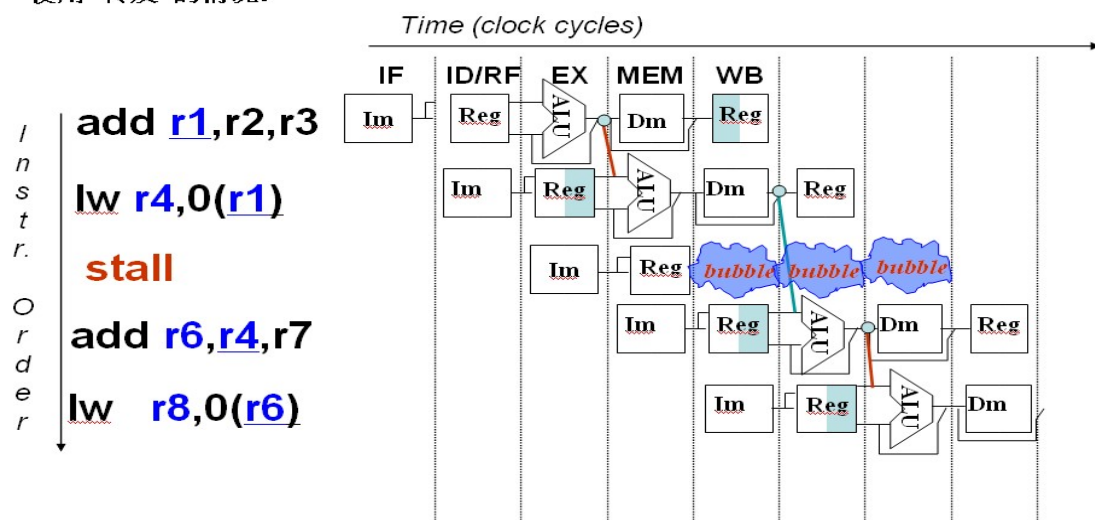 Time (clock cycles)
IF ID/RF EX MEM WB
Instr. Order
add r1,r2,r3
Im Reg ALU Dm Reg
lw r4,0(r1)
Im Reg ALU Dm Reg
stall
Im Reg bubble bubble bubble
add r6,r4,r7
Im Reg ALU Dm Reg
lw r8,0(r6)
Im Reg ALU Dm